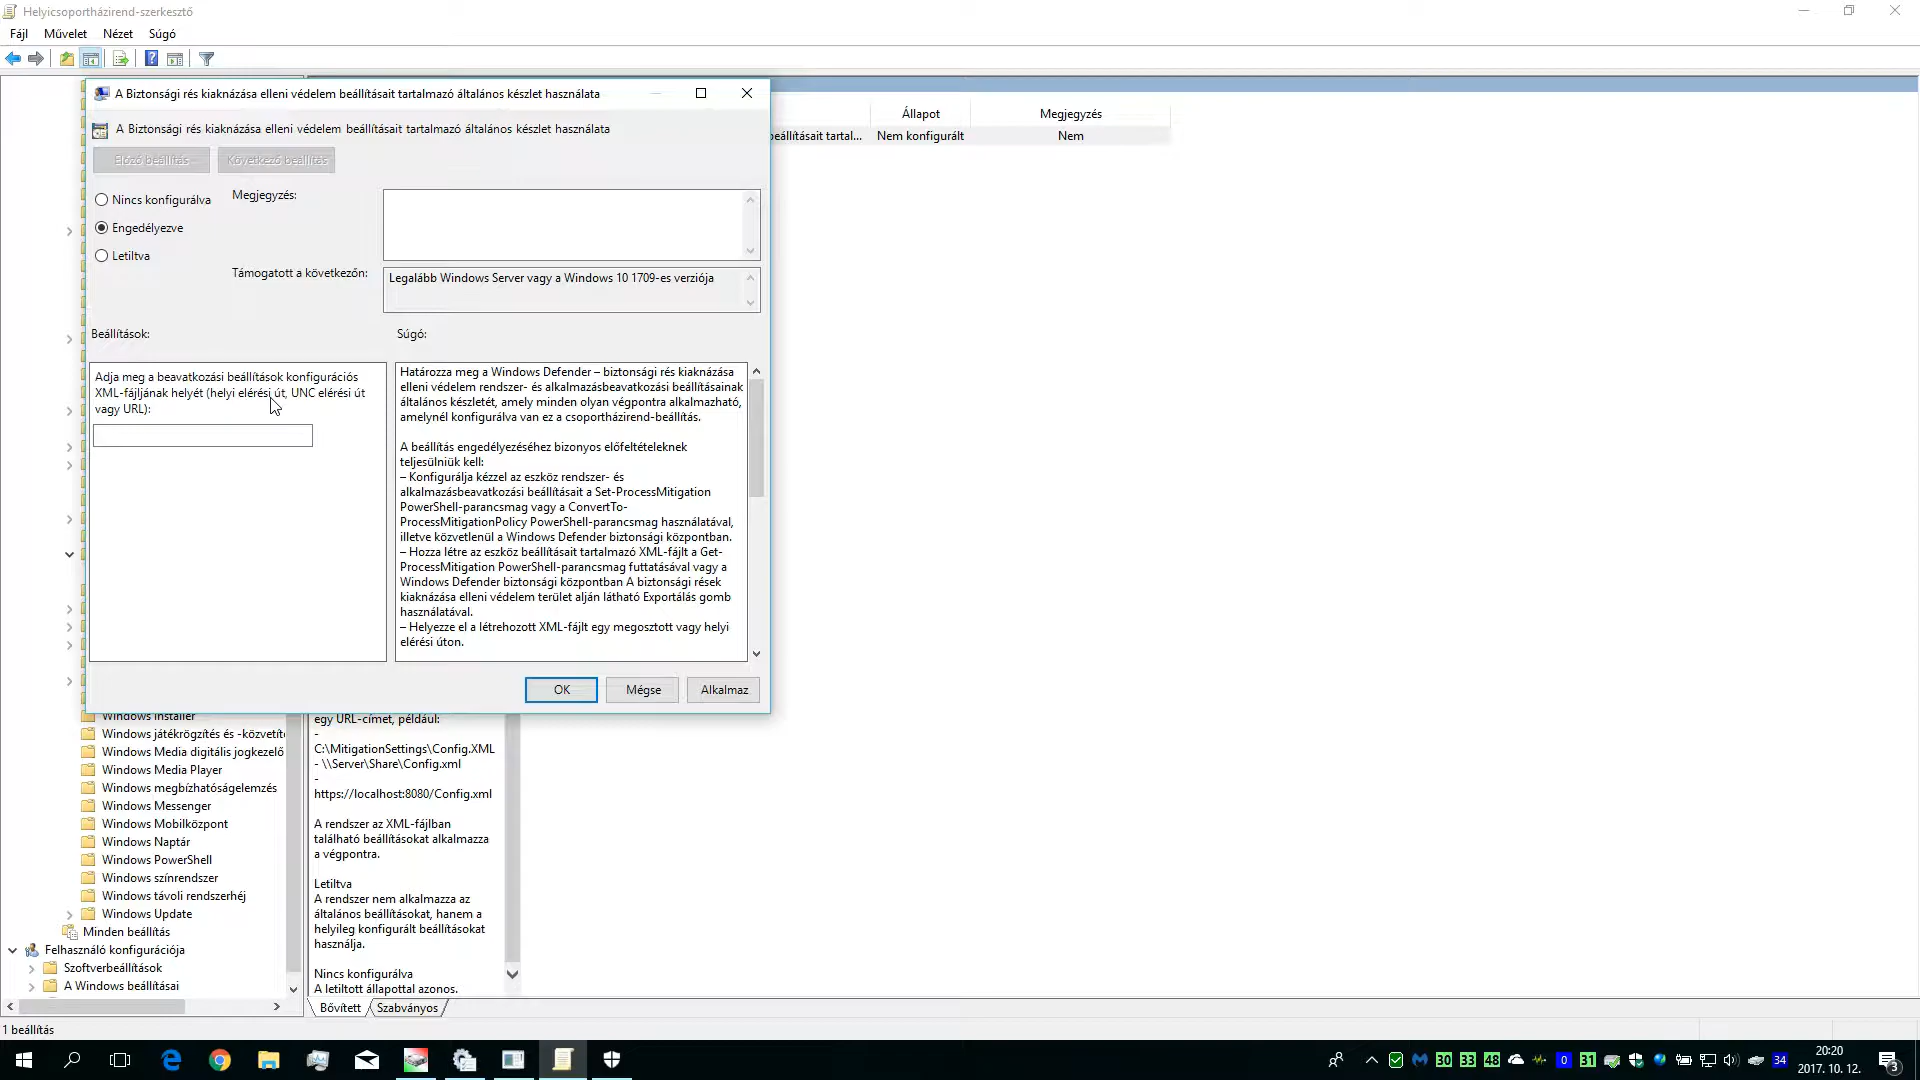 Helyicsoportházirend-szerkesztő
Fájl Művelet Nézet Súgó
A Biztonsági rés kiaknázása elleni védelem beállításait tartalmazó általános készlet használata
A Biztonsági rés kiaknázása elleni védelem beállításait tartalmazó általános készlet használata
Előző beállítás Következő beállítás
Nincs konfigurálva
Engedélyezve
Letiltva
Megjegyzés:
Támogatott a következőn:
Legalább Windows Server vagy a Windows 10 1709-es verziója
Beállítások:
Súgó:
Adja meg a beavatkozási beállítások konfigurációs
XML-fájljának helyét (helyi elérési út, UNC elérési út
vagy URL):
Határozza meg a Windows Defender – biztonsági rés kiaknázása
elleni védelem rendszer- és alkalmazásbeavatkozási beállításainak
általános készletét, amely minden olyan végpontra alkalmazható,
amelynél konfigurálva van ez a csoportházirend-beállítás.
A beállítás engedélyezéséhez bizonyos előfeltételeknek
teljesülniük kell:
– Konfigurálja kézzel az eszköz rendszer- és
alkalmazásbeavatkozási beállításait a Set-ProcessMitigation
PowerShell-parancsmag vagy a ConvertTo-
ProcessMitigationPolicy PowerShell-parancsmag használatával,
illetve közvetlenül a Windows Defender biztonsági központban.
– Hozza létre az eszköz beállításait tartalmazó XML-fájlt a Get-
ProcessMitigation PowerShell-parancsmag futtatásával vagy a
Windows Defender biztonsági központban A biztonsági rések
kiaknázása elleni védelem terület alján látható Exportálás gomb
használatával.
– Helyezze el a létrehozott XML-fájlt egy megosztott vagy helyi
elérési úton.
OK Mégse Alkalmaz
Állapot Megjegyzés
beállításait tartal... Nem konfigurált Nem
Windows Installer
Windows játékrögzítés és -közvetít
Windows Media digitális jogkezelő
Windows Media Player
Windows megbízhatóságelemzés
Windows Messenger
Windows Mobilközpont
Windows Naptár
Windows PowerShell
Windows színrendszer
Windows távoli rendszerhéj
Windows Update
Minden beállítás
Felhasználó konfigurációja
Szoftverbeállítások
A Windows beállításai
egy URL-címet, például:
-
C:\MitigationSettings\Config.XML
- \\Server\Share\Config.xml
-
https://localhost:8080/Config.xml
A rendszer az XML-fájlban
található beállításokat alkalmazza
a végpontra.
Letiltva
A rendszer nem alkalmazza az
általános beállításokat, hanem a
helyileg konfigurált beállításokat
használja.
Nincs konfigurálva
A letiltott állapottal azonos.
Bővített Szabványos
1 beállítás
30 33 48 0 31 34
20:20
2017. 10. 12.
3